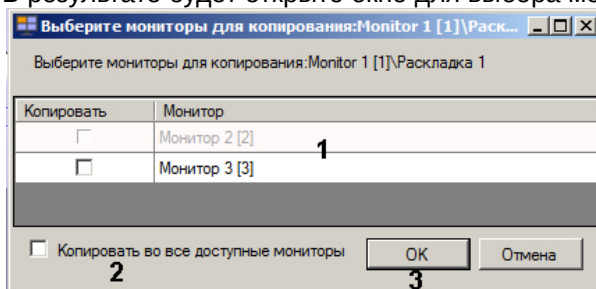 В результате будет открыто окно для выбора мо
Выберите мониторы для копирования:Monitor 1 [1]\Раск...
Выберите мониторы для копирования:Monitor 1 [1]\Раскладка 1
Копировать Монитор
Монитор 2 [2]
1
Монитор 3 [3]
Копировать во все доступные мониторы OK Отмена
2 3